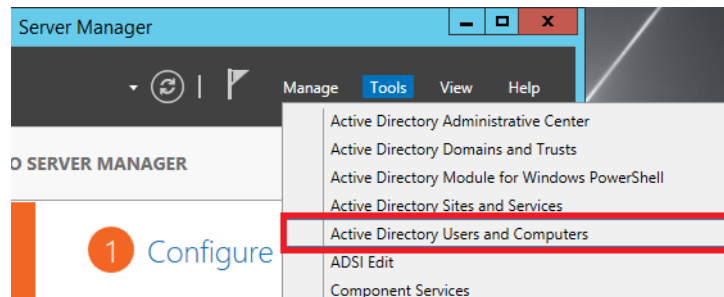 Server Manager
Manage Tools View Help
Active Directory Administrative Center
Active Directory Domains and Trusts
O SERVER MANAGER
Active Directory Module for Windows PowerShell
Active Directory Sites and Services
Active Directory Users and Computers
1 Configure
ADSI Edit
Component Services